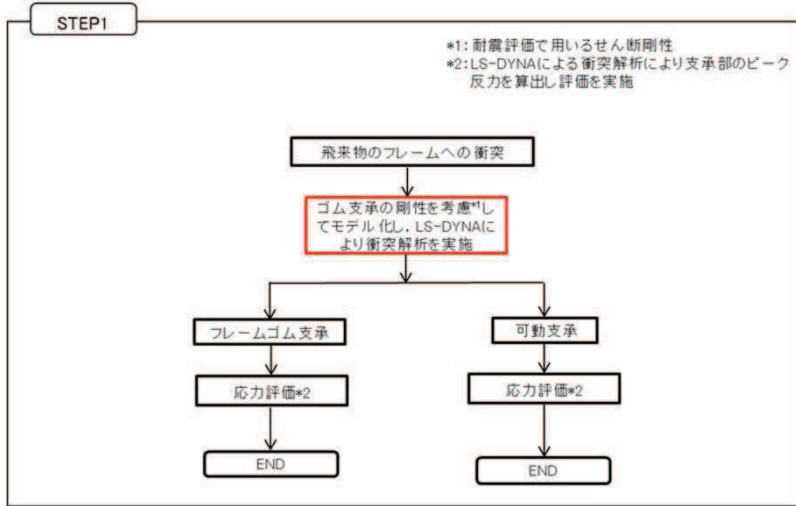 STEP1
*1:耐震評価で用いるせん断剛性
*2:LS-DYNAによる衝突解析により支承部のピーク
反力を算出し評価を実施
飛来物のフレームへの衝突
ゴム支承の剛性を考慮*1し
てモデル化し，LS-DYNAに
より衝突解析を実施
フレームゴム支承
可動支承
応力評価*2
応力評価*2
END
END